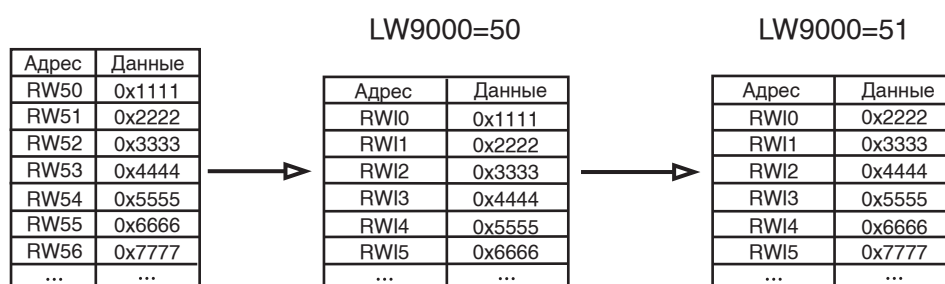 LW9000=50
LW9000=51
Адрес Данные
RW50 0x1111
RW51 0x2222
RW52 0x3333
RW53 0x4444
RW54 0x5555
RW55 0x6666
RW56 0x7777
... ...
Адрес Данные
RWI0 0x1111
RWI1 0x2222
RWI2 0x3333
RWI3 0x4444
RWI4 0x5555
RWI5 0x6666
... ...
Адрес Данные
RWI0 0x2222
RWI1 0x3333
RWI2 0x4444
RWI3 0x5555
RWI4 0x6666
RWI5 0x7777
... ...